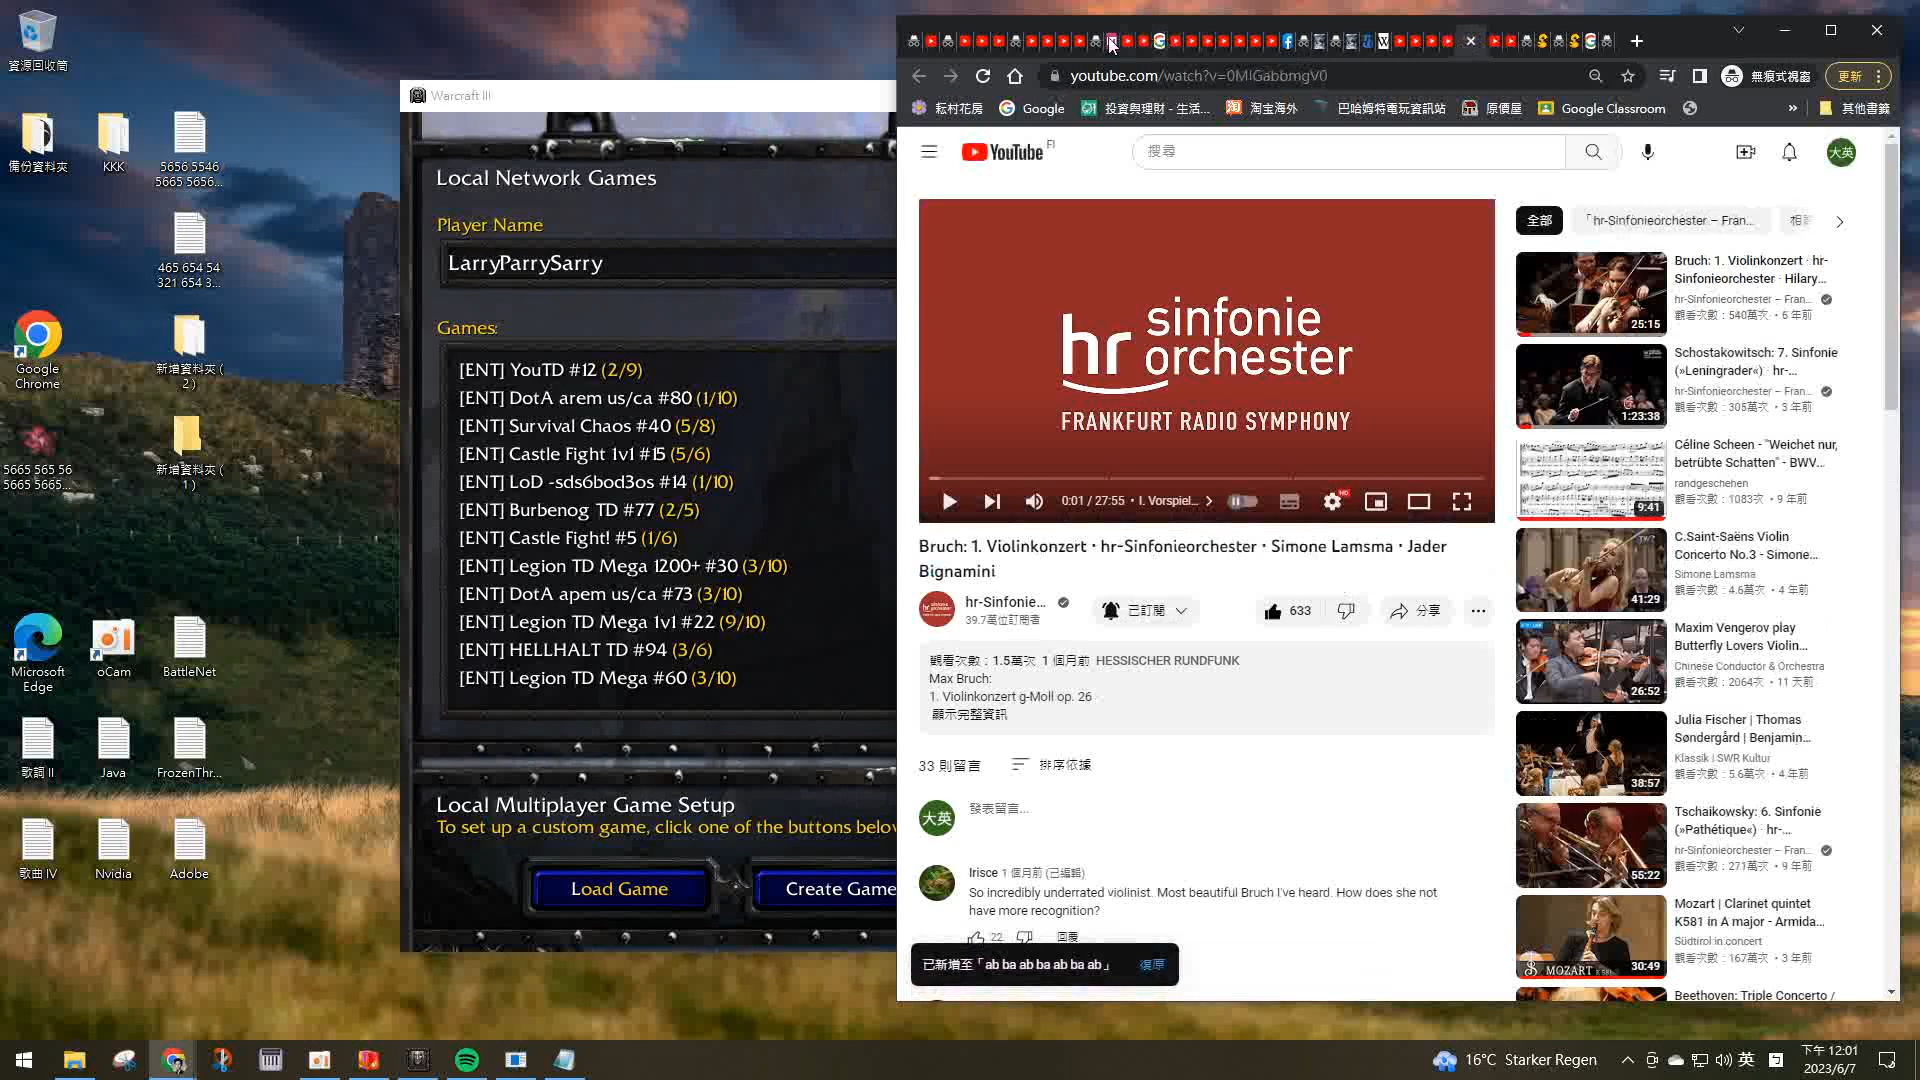 資源回收筒
備份資料夾
KKK
5656 5546
5665 5656...
465 654 54
321 654 3...
Google
Chrome
新增資料夾 (
2 )
5665 565 56
5665 5665...
新增資料夾 (
1 )
Microsoft
Edge
oCam
BattleNet
歌詞 II
Java
FrozenThr...
歌曲 IV
Nvidia
Adobe
Warcraft III
Local Network Games
Player Name
LarryParrySarry
Games:
[ENT] YouTD #12 (2/9)
[ENT] DotA arem us/ca #80 (1/10)
[ENT] Survival Chaos #40 (5/8)
[ENT] Castle Fight 1v1 #15 (5/6)
[ENT] LoD -sds6bod3os #14 (1/10)
[ENT] Burbenog TD #77 (2/5)
[ENT] Castle Fight! #5 (1/6)
[ENT] Legion TD Mega 1200+ #30 (3/10)
[ENT] DotA apem us/ca #73 (3/10)
[ENT] Legion TD Mega 1v1 #22 (9/10)
[ENT] HELLHALT TD #94 (3/6)
[ENT] Legion TD Mega #60 (3/10)
Local Multiplayer Game Setup
To set up a custom game, click one of the buttons belov
Load Game
Create Game
youtube.com/watch?v=0MIGabbmgV0
無痕式視窗
更新
耘村花房
Google
投資與理財 - 生活...
淘宝海外
巴哈姆特電玩資訊站
原價屋
Google Classroom
»
其他書籤
YouTube FI
搜尋
大英
hr sinfonie
orchester
FRANKFURT RADIO SYMPHONY
0:01 / 27:55 • I. Vorspiel...
HD
Bruch: 1. Violinkonzert • hr-Sinfonieorchester • Simone Lamsma • Jader
Bignamini
hr-Sinfonie...
39.7萬位訂閱者
已訂閱
633
分享
觀看次數：1.5萬次 1 個月前 HESSISCHER RUNDFUNK
Max Bruch:
1. Violinkonzert g-Moll op. 26
顯示完整資訊
33 則留言
排序依據
大英
發表留言...
Irisce 1 個月前 (已編輯)
So incredibly underrated violinist. Most beautiful Bruch I've heard. How does she not
have more recognition?
22
回覆
已新增至「ab ba ab ba ab ba ab」
復原
全部
「hr-Sinfonieorchester – Fran...
Bruch: 1. Violinkonzert · hr-
Sinfonieorchester · Hilary...
hr-Sinfonieorchester – Fran...
觀看次數：540萬次 • 6 年前
25:15
Schostakowitsch: 7. Sinfonie
(»Leningrader«) · hr-...
hr-Sinfonieorchester – Fran...
觀看次數：305萬次 • 3 年前
1:23:38
Céline Scheen - "Weichet nur,
betrübte Schatten" - BWV...
randgeschehen
觀看次數：1083次 • 9 年前
9:41
C.Saint-Saëns Violin
Concerto No.3 - Simone...
Simone Lamsma
觀看次數：4.6萬次 • 4 年前
41:29
Maxim Vengerov play
Butterfly Lovers Violin...
Chinese Conductor & Orchestra
觀看次數：2064次 • 11 天前
26:52
Julia Fischer | Thomas
Søndergård | Benjamin...
Klassik | SWR Kultur
觀看次數：5.6萬次 • 4 年前
38:57
Tschaikowsky: 6. Sinfonie
(»Pathétique«) · hr-...
hr-Sinfonieorchester – Fran...
觀看次數：271萬次 • 9 年前
55:22
Mozart | Clarinet quintet
K581 in A major - Armida...
Südtirol in concert
觀看次數：167萬次 • 3 年前
MOZART
30:49
Beethoven: Triple Concerto /
16°C Starker Regen
英
下午 12:01
2023/6/7